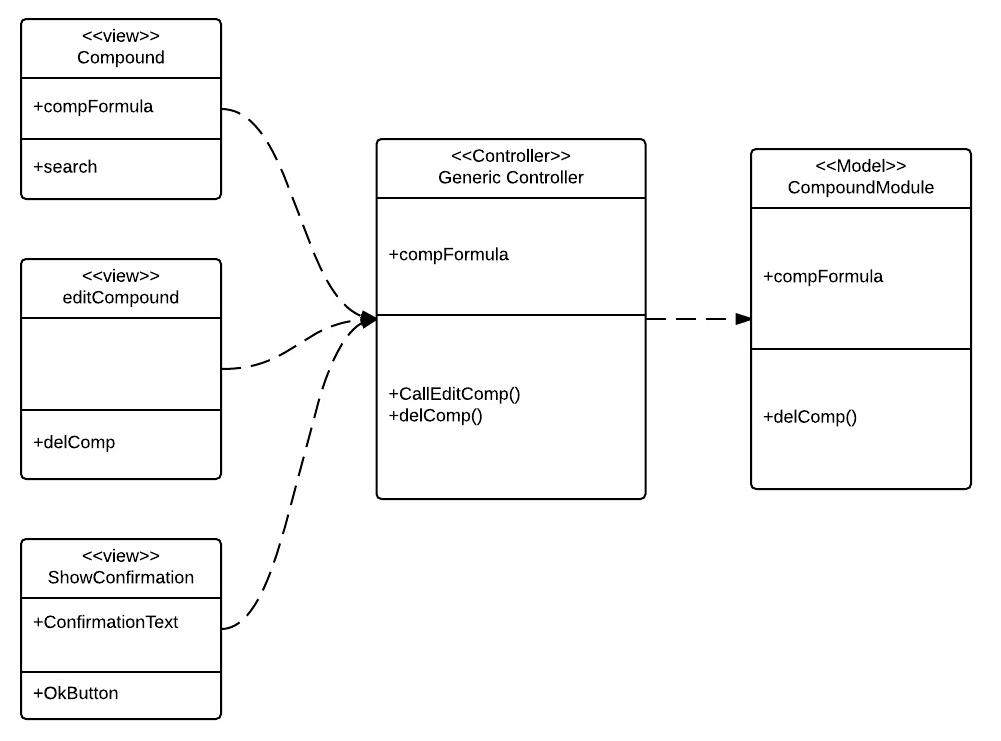 <<view>>
Compound
+compFormula
+search
<<view>>
editCompound
+delComp
<<view>>
ShowConfirmation
+ConfirmationText
+OkButton
<<Controller>>
Generic Controller
+compFormula
+CallEditComp()
+delComp()
<<Model>>
CompoundModule
+compFormula
+delComp()